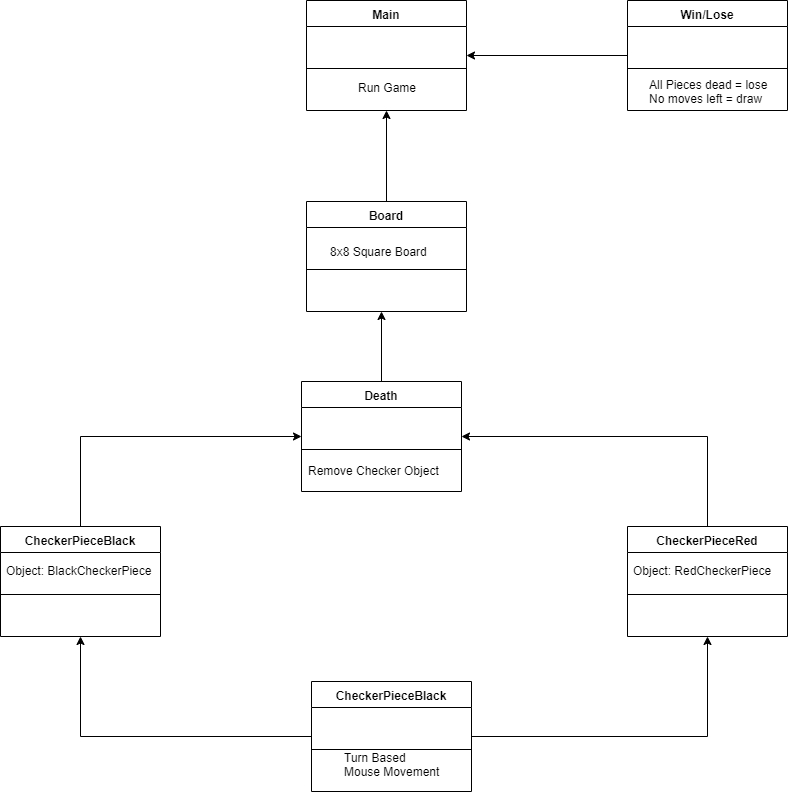 Main
Run Game
Win/Lose
All Pieces dead = lose
No moves left = draw
Board
8x8 Square Board
Death
Remove Checker Object
CheckerPieceBlack
Object: BlackCheckerPiece
CheckerPieceRed
Object: RedCheckerPiece
CheckerPieceBlack
Turn Based
Mouse Movement